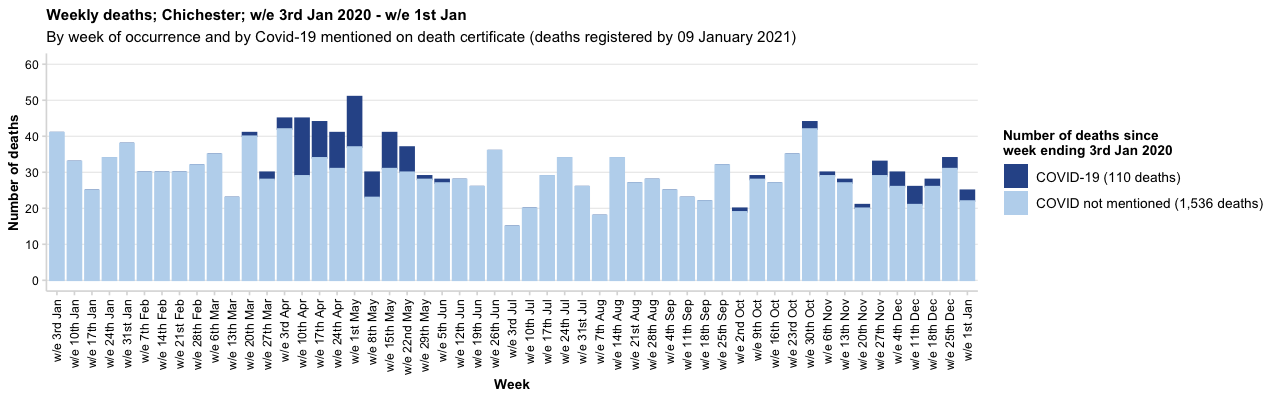 Weekly deaths; Chichester; w/e 3rd Jan 2020 - w/e 1st Jan
By week of occurrence and by Covid-19 mentioned on death certificate (deaths registered by 09 January 2021)
Number of deaths
60
50
40
30
20
10
0
w/e 3rd Jan
w/e 10th Jan
w/e 17th Jan
w/e 24th Jan
w/e 31st Jan
w/e 7th Feb
w/e 14th Feb
w/e 21st Feb
w/e 28th Feb
w/e 6th Mar
w/e 13th Mar
w/e 20th Mar
w/e 27th Mar
w/e 3rd Apr
w/e 10th Apr
w/e 17th Apr
w/e 24th Apr
w/e 1st May
w/e 8th May
w/e 15th May
w/e 22nd May
w/e 29th May
w/e 5th Jun
w/e 12th Jun
w/e 19th Jun
w/e 26th Jun
w/e 3rd Jul
w/e 10th Jul
w/e 17th Jul
w/e 24th Jul
w/e 31st Jul
w/e 7th Aug
w/e 14th Aug
w/e 21st Aug
w/e 28th Aug
w/e 4th Sep
w/e 11th Sep
w/e 18th Sep
w/e 25th Sep
w/e 2nd Oct
w/e 9th Oct
w/e 16th Oct
w/e 23rd Oct
w/e 30th Oct
w/e 6th Nov
w/e 13th Nov
w/e 20th Nov
w/e 27th Nov
w/e 4th Dec
w/e 11th Dec
w/e 18th Dec
w/e 25th Dec
w/e 1st Jan
Week
Number of deaths since
week ending 3rd Jan 2020
COVID-19 (110 deaths)
COVID not mentioned (1,536 deaths)